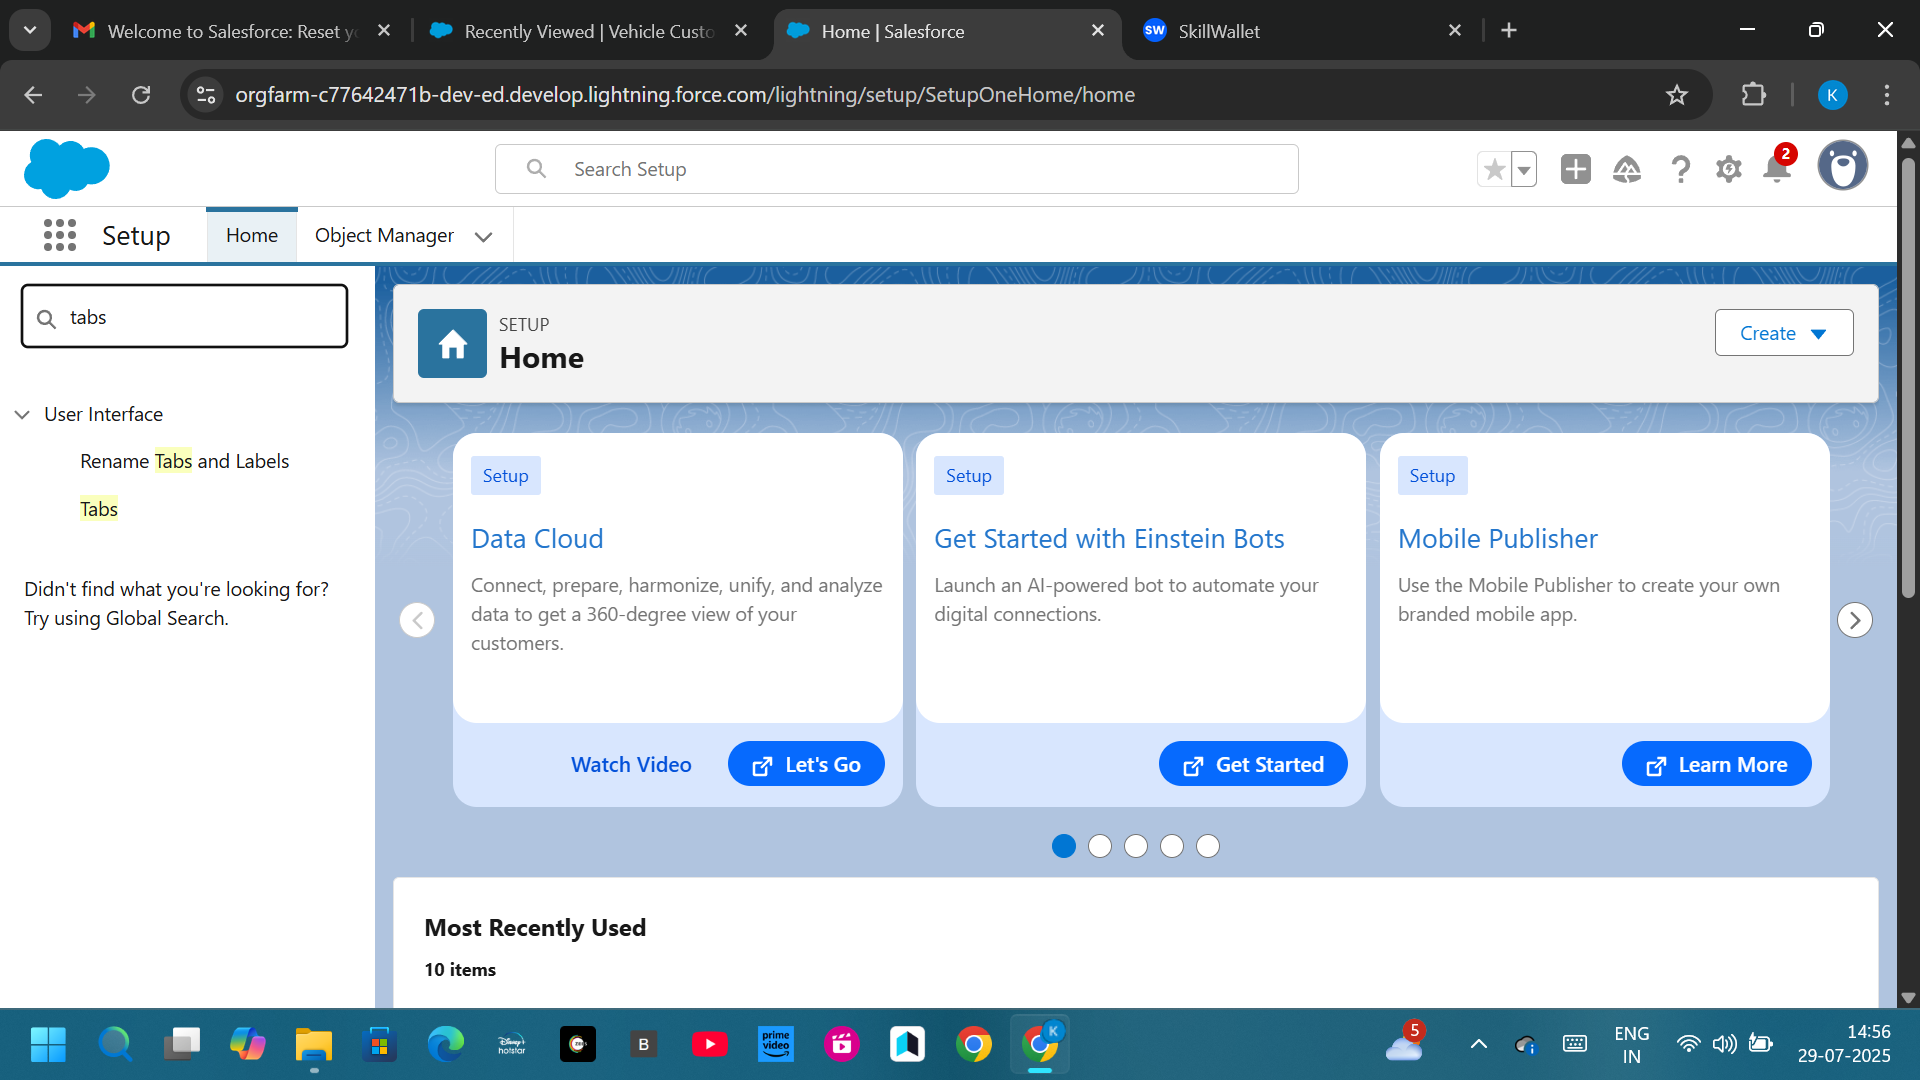 Welcome to Salesforce: Reset yo
Recently Viewed | Vehicle Custo
Home | Salesforce
SW
SkillWallet
orgfarm-c77642471b-dev-ed.develop.lightning.force.com/lightning/setup/SetupOneHome/home
K
Search Setup
2
Setup
Home
Object Manager
tabs
User Interface
Rename Tabs and Labels
Tabs
Didn't find what you're looking for?
Try using Global Search.
SETUP
Home
Create
Setup
Data Cloud
Connect, prepare, harmonize, unify, and analyze
data to get a 360-degree view of your
customers.
Watch Video
Let's Go
Setup
Get Started with Einstein Bots
Launch an AI-powered bot to automate your
digital connections.
Get Started
Setup
Mobile Publisher
Use the Mobile Publisher to create your own
branded mobile app.
Learn More
Most Recently Used
10 items
Disney+
hotstar
B
prime
video
K
5
ENG
IN
14:56
29-07-2025